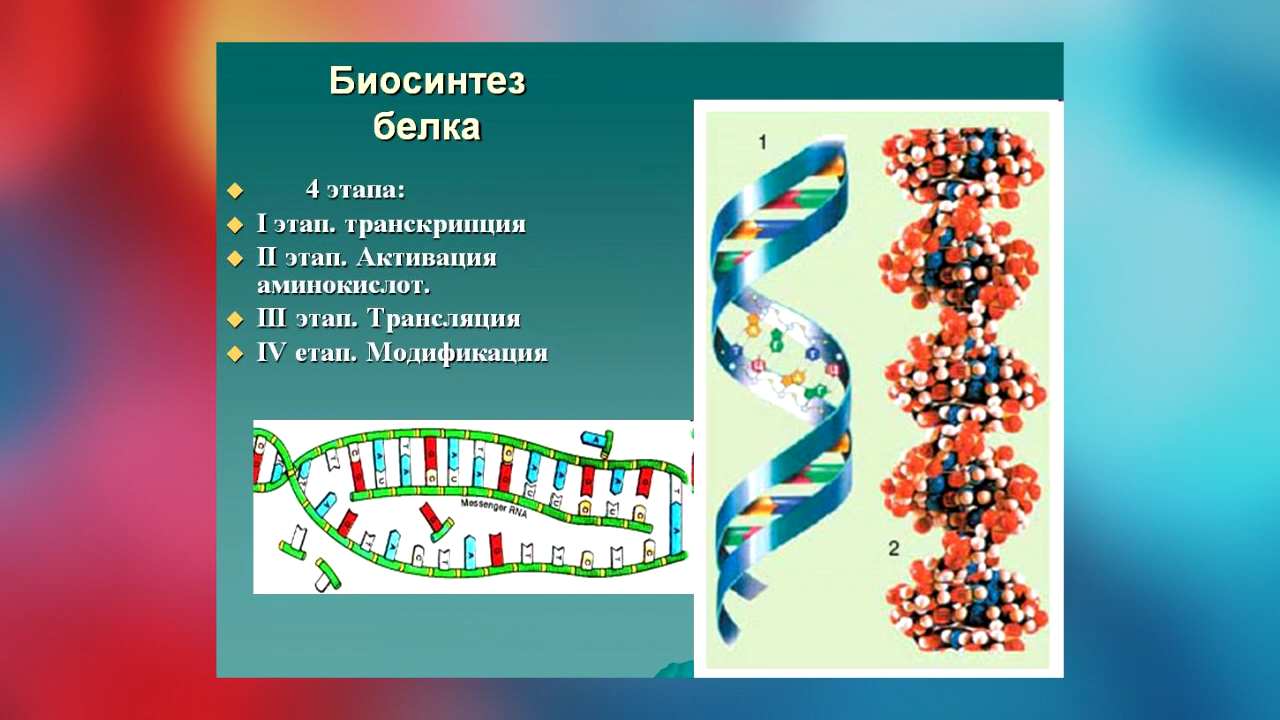 Биосинтез
белка
4 этапа:
I этап. транскрипция
II этап. Активация
аминокислот.
III этап. Трансляция
IV етап. Модификация
Messenger RNA
1
2